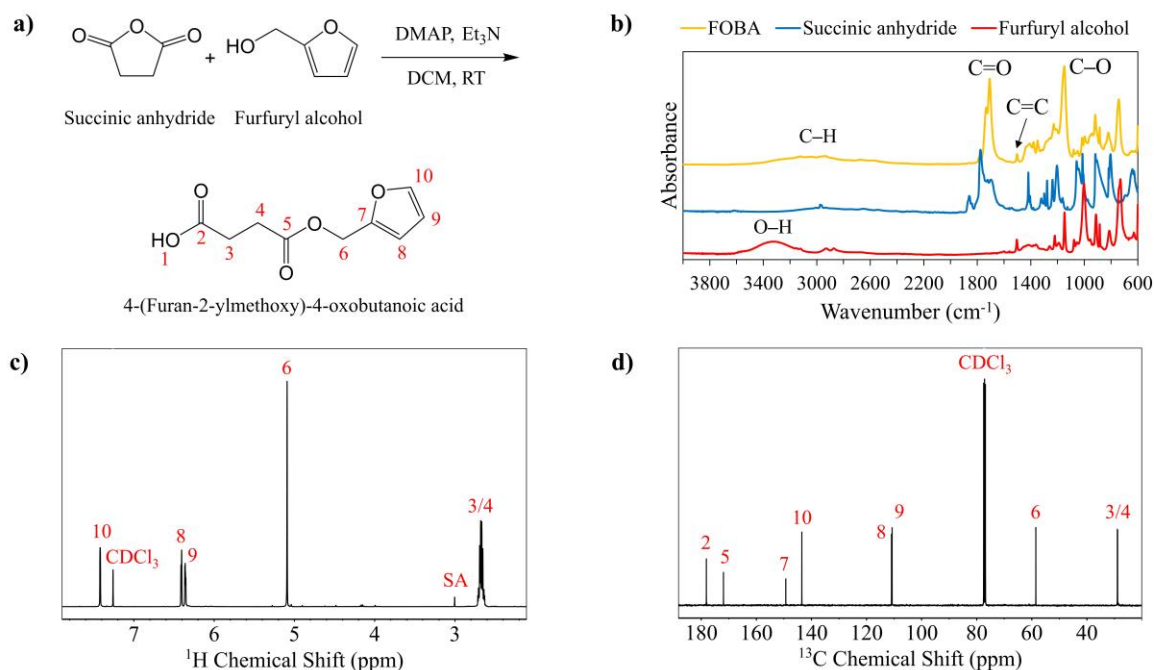 a)
O
O
O
+
HO
O
DMAP, Et₃N
DCM, RT
Succinic anhydride
Furfuryl alcohol
O
HO
1
2
3
4
5
O
O
6
7
O
8
9
10
4-(Furan-2-ylmethoxy)-4-oxobutanoic acid
b)
FOBA Succinic anhydride Furfuryl alcohol
C=O
C–O
C=C
C–H
O–H
Absorbance
3800 3400 3000 2600 2200 1800 1400 1000 600
Wavenumber (cm⁻¹)
c)
6
10
CDCl₃
8
9
SA
3/4
7 6 5 4 3
¹H Chemical Shift (ppm)
d)
CDCl₃
2
5
7
10
8
9
6
3/4
180 160 140 120 100 80 60 40
¹³C Chemical Shift (ppm)